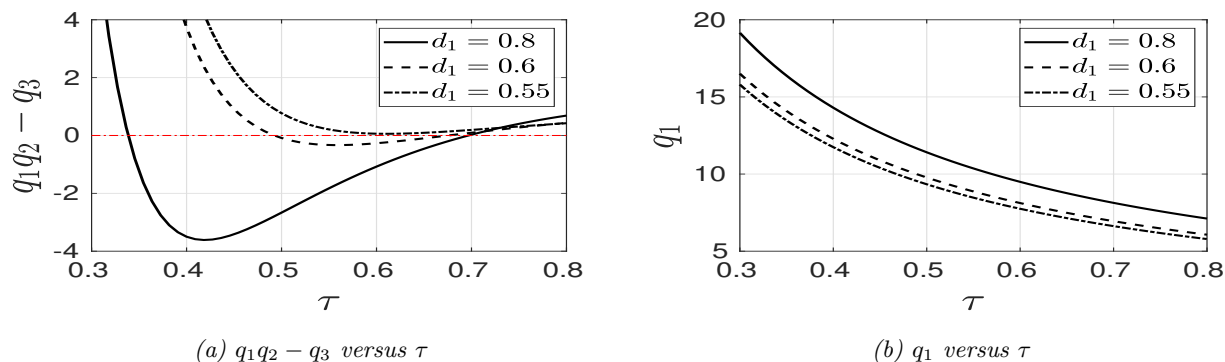 4
2
0
-2
-4
q₁q₂ − q₃
0.3 0.4 0.5 0.6 0.7 0.8
τ
d₁ = 0.8
d₁ = 0.6
d₁ = 0.55
(a) q₁q₂ − q₃ versus τ
20
15
10
5
q₁
0.3 0.4 0.5 0.6 0.7 0.8
τ
d₁ = 0.8
d₁ = 0.6
d₁ = 0.55
(b) q₁ versus τ